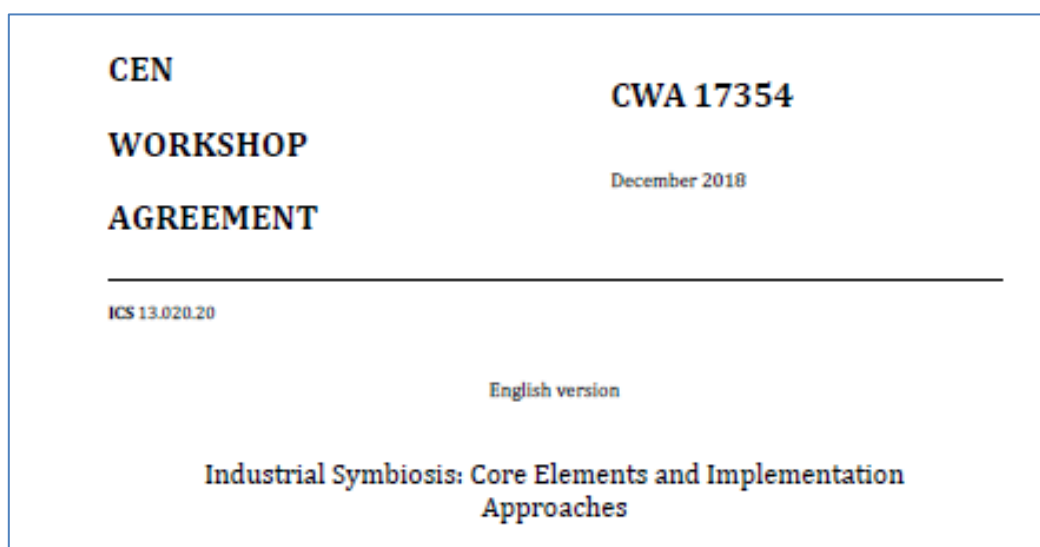 CEN
WORKSHOP
AGREEMENT
CWA 17354
December 2018
ICS 13.020.20
English version
Industrial Symbiosis: Core Elements and Implementation
Approaches